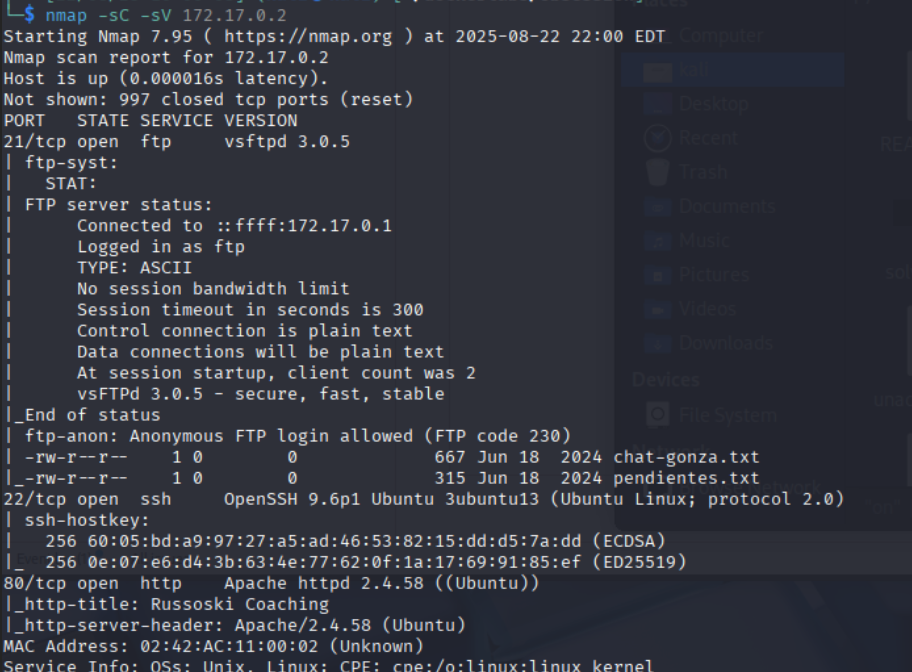 └─$ nmap -sC -sV 172.17.0.2
Starting Nmap 7.95 ( https://nmap.org ) at 2025-08-22 22:00 EDT
Nmap scan report for 172.17.0.2
Host is up (0.000016s latency).
Not shown: 997 closed tcp ports (reset)
PORT   STATE SERVICE VERSION
21/tcp open  ftp     vsftpd 3.0.5
| ftp-syst:
|   STAT:
| FTP server status:
|      Connected to ::ffff:172.17.0.1
|      Logged in as ftp
|      TYPE: ASCII
|      No session bandwidth limit
|      Session timeout in seconds is 300
|      Control connection is plain text
|      Data connections will be plain text
|      At session startup, client count was 2
|      vsFTPd 3.0.5 - secure, fast, stable
|_End of status
| ftp-anon: Anonymous FTP login allowed (FTP code 230)
| -rw-r--r--    1 0        0             667 Jun 18  2024 chat-gonza.txt
|_-rw-r--r--    1 0        0             315 Jun 18  2024 pendientes.txt
22/tcp open  ssh     OpenSSH 9.6p1 Ubuntu 3ubuntu13 (Ubuntu Linux; protocol 2.0)
| ssh-hostkey:
|   256 60:05:bd:a9:97:27:a5:ad:46:53:82:15:dd:d5:7a:dd (ECDSA)
|_  256 0e:07:e6:d4:3b:63:4e:77:62:0f:1a:17:69:91:85:ef (ED25519)
80/tcp open  http    Apache httpd 2.4.58 ((Ubuntu))
|_http-title: Russoski Coaching
|_http-server-header: Apache/2.4.58 (Ubuntu)
MAC Address: 02:42:AC:11:00:02 (Unknown)
Service Info: OSs: Unix, Linux; CPE: cpe:/o:linux:linux_kernel
Computer
Desktop
Recent
Trash
Documents
Music
Pictures
Videos
Downloads
Devices
File System